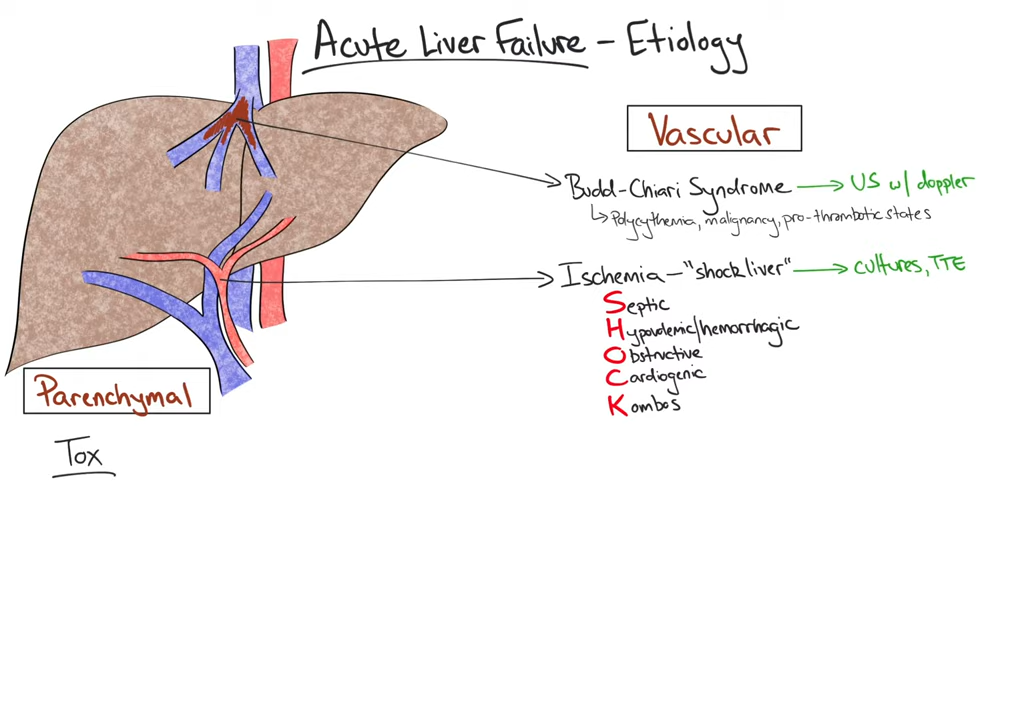 Acute Liver Failure - Etiology
Vascular
Budd-Chiari Syndrome → US w/ doppler
↳ Polycythemia, malignancy, pro-thrombotic states
Ischemia - "shock liver" → cultures, TTE
Septic
Hypovolemic/hemorrhagic
Obstructive
Cardiogenic
Kombos
Parenchymal
Tox